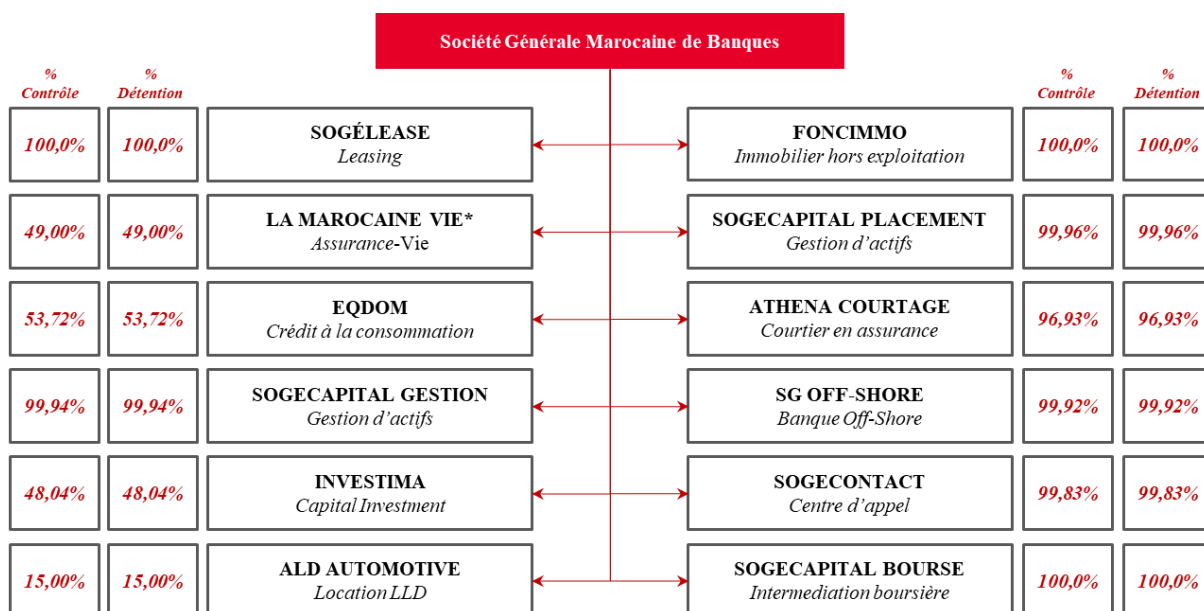 Société Générale Marocaine de Banques
%
Contrôle
%
Détention
%
Contrôle
%
Détention
100,0%
100,0%
SOGÉLEASE
Leasing
FONCIMMO
Immobilier hors exploitation
100,0%
100,0%
49,00%
49,00%
LA MAROCAINE VIE*
Assurance-Vie
SOGECAPITAL PLACEMENT
Gestion d’actifs
99,96%
99,96%
53,72%
53,72%
EQDOM
Crédit à la consommation
ATHENA COURTAGE
Courtier en assurance
96,93%
96,93%
99,94%
99,94%
SOGECAPITAL GESTION
Gestion d’actifs
SG OFF-SHORE
Banque Off-Shore
99,92%
99,92%
48,04%
48,04%
INVESTIMA
Capital Investment
SOGECONTACT
Centre d’appel
99,83%
99,83%
15,00%
15,00%
ALD AUTOMOTIVE
Location LLD
SOGECAPITAL BOURSE
Intermediation boursière
100,0%
100,0%